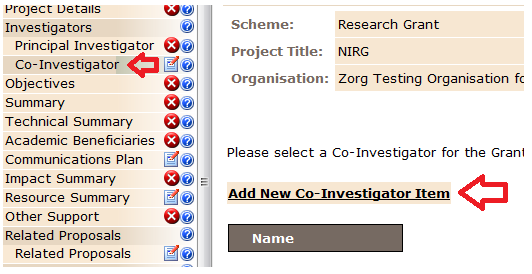 Project Details
Investigators
Principal Investigator
Co-Investigator
Objectives
Summary
Technical Summary
Academic Beneficiaries
Communications Plan
Impact Summary
Resource Summary
Other Support
Related Proposals
Related Proposals
Scheme: Research Grant
Project Title: NIRG
Organisation: Zorg Testing Organisation fo
Please select a Co-Investigator for the Grant
Add New Co-Investigator Item
Name